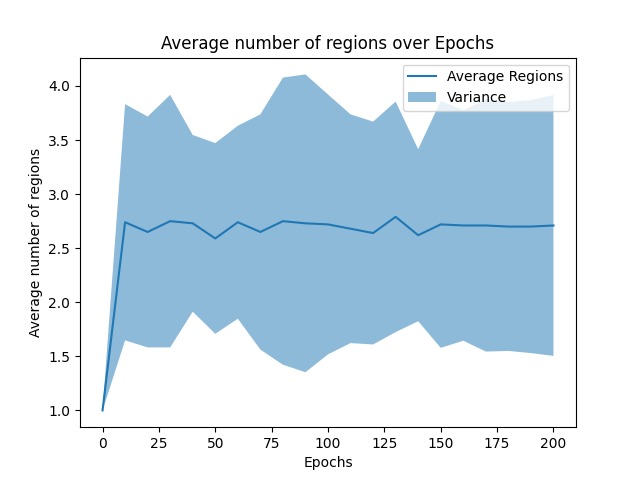 Average number of regions over Epochs
Average Regions
Variance
Average number of regions
4.0
3.5
3.0
2.5
2.0
1.5
1.0
0 25 50 75 100 125 150 175 200
Epochs